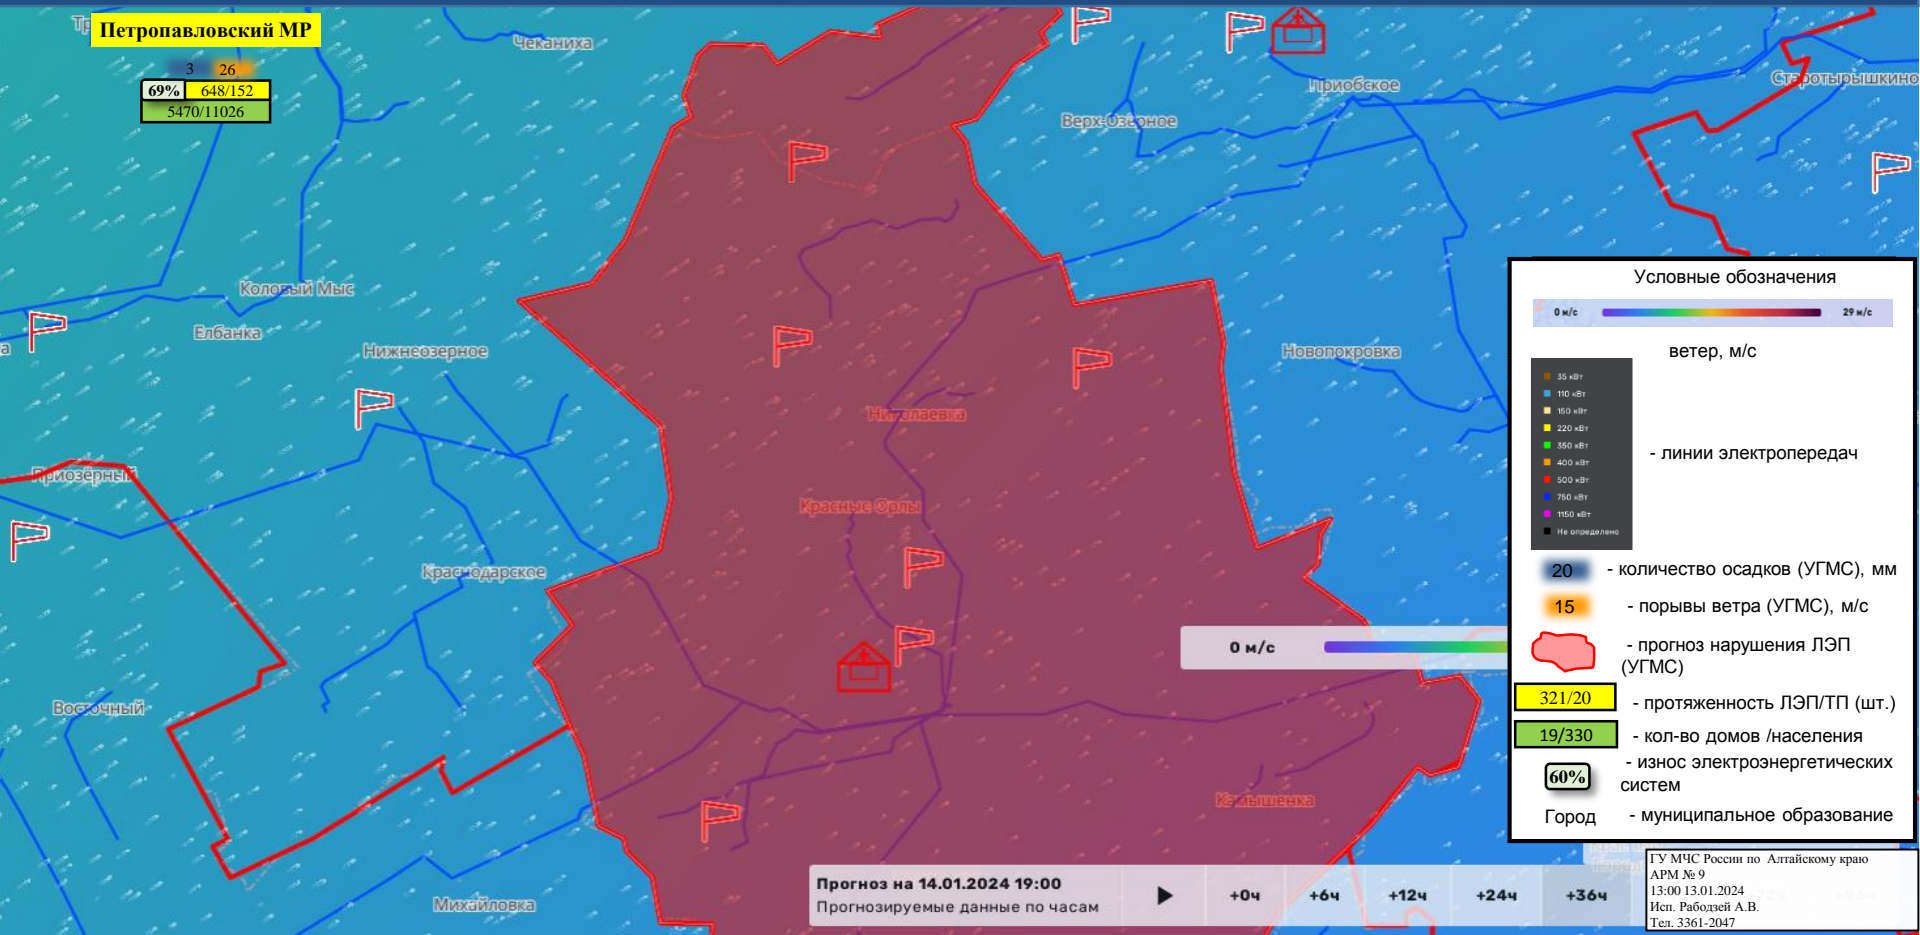 Петропавловский МР
3 26
69% 648/152
5470/11026
Чеканиха
Приобское
Верх-Озёрное
Старотырышкино
Коловый Мыс
Елбанка
Нижнеозерное
Новопокровка
Николаевка
Приозёрный
Красные Орлы
Краснодарское
Восточный
Камышенка
Михайловка
0 м/с
Условные обозначения
0 м/с 29 м/с
ветер, м/с
35 кВт
110 кВт
150 кВт
220 кВт
350 кВт
400 кВт
500 кВт
750 кВт
1150 кВт
Не определено
- линии электропередач
20 - количество осадков (УГМС), мм
15 - порывы ветра (УГМС), м/с
- прогноз нарушения ЛЭП
(УГМС)
321/20 - протяженность ЛЭП/ТП (шт.)
19/330 - кол-во домов /населения
60% - износ электроэнергетических
систем
Город - муниципальное образование
Прогноз на 14.01.2024 19:00
Прогнозируемые данные по часам
+0ч +6ч +12ч +24ч +36ч
ГУ МЧС России по Алтайскому краю
АРМ № 9
13:00 13.01.2024
Исп. Рабодзей А.В.
Тел. 3361-2047